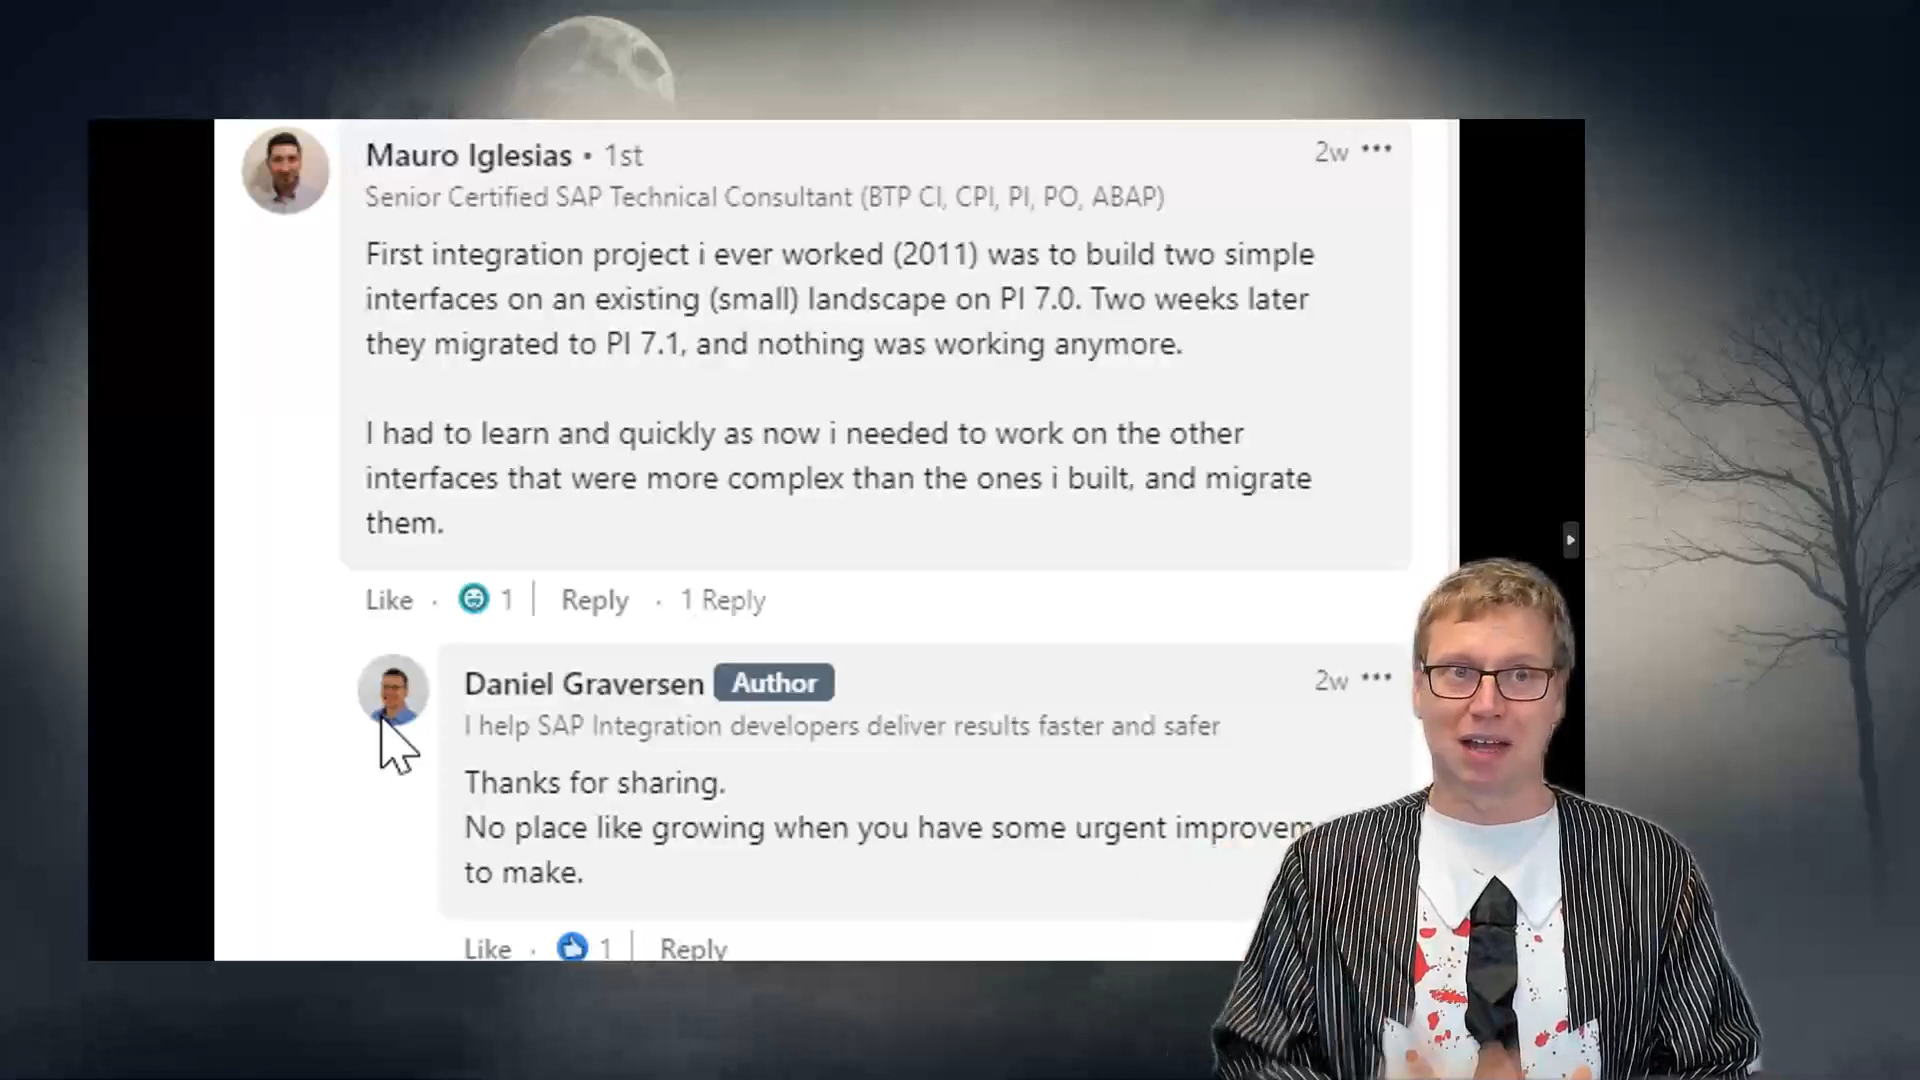 Mauro Iglesias • 1st
2w •••
Senior Certified SAP Technical Consultant (BTP CI, CPI, PI, PO, ABAP)
First integration project i ever worked (2011) was to build two simple
interfaces on an existing (small) landscape on PI 7.0. Two weeks later
they migrated to PI 7.1, and nothing was working anymore.
I had to learn and quickly as now i needed to work on the other
interfaces that were more complex than the ones i built, and migrate
them.
Like · 1 | Reply · 1 Reply
Daniel Graversen Author
2w •••
I help SAP Integration developers deliver results faster and safer
Thanks for sharing.
No place like growing when you have some urgent
to make.
Like · 1 | Reply